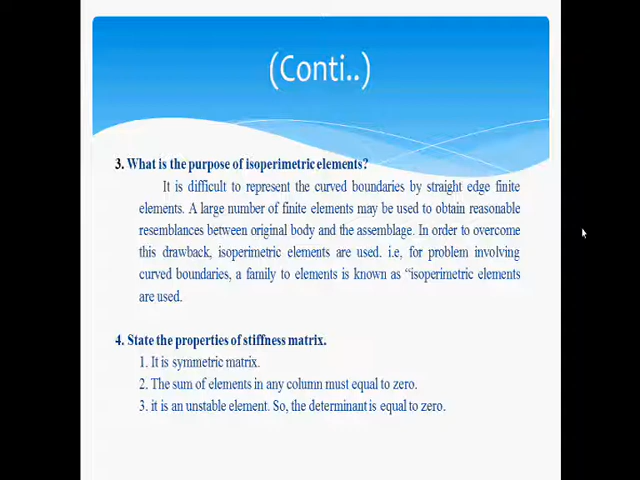 (Conti..)
3. What is the purpose of isoperimetric elements?
It is difficult to represent the curved boundaries by straight edge finite
elements. A large number of finite elements may be used to obtain reasonable
resemblances between original body and the assemblage. In order to overcome
this drawback, isoperimetric elements are used. i.e, for problem involving
curved boundaries, a family to elements is known as “isoperimetric elements
are used.
4. State the properties of stiffness matrix.
1. It is symmetric matrix.
2. The sum of elements in any column must equal to zero.
3. it is an unstable element. So, the determinant is equal to zero.